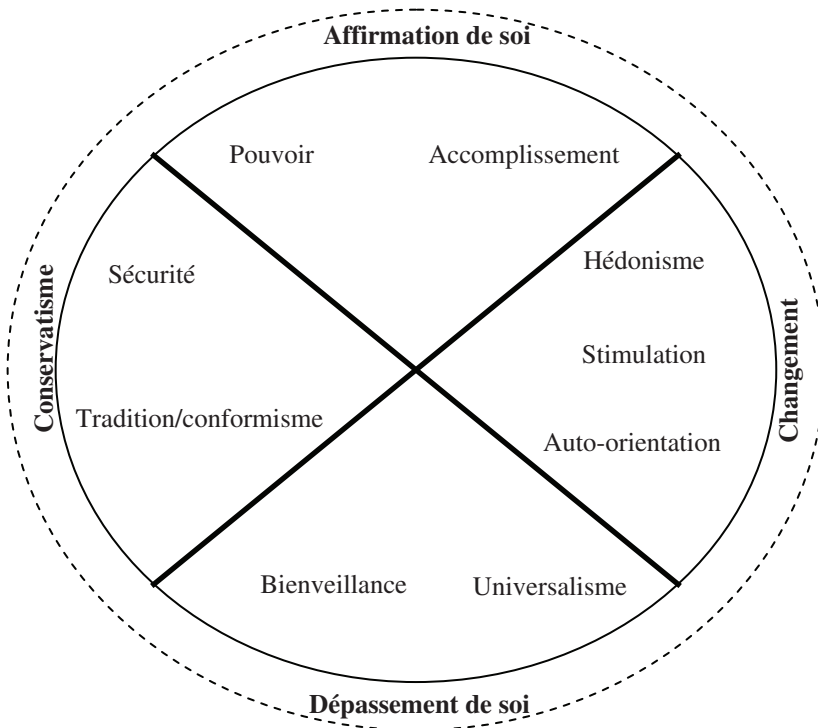 Affirmation de soi
Pouvoir
Accomplissement
Sécurité
Hédonisme
Conservatisme
Stimulation
Changement
Tradition/conformisme
Auto-orientation
Bienveillance
Universalisme
Dépassement de soi